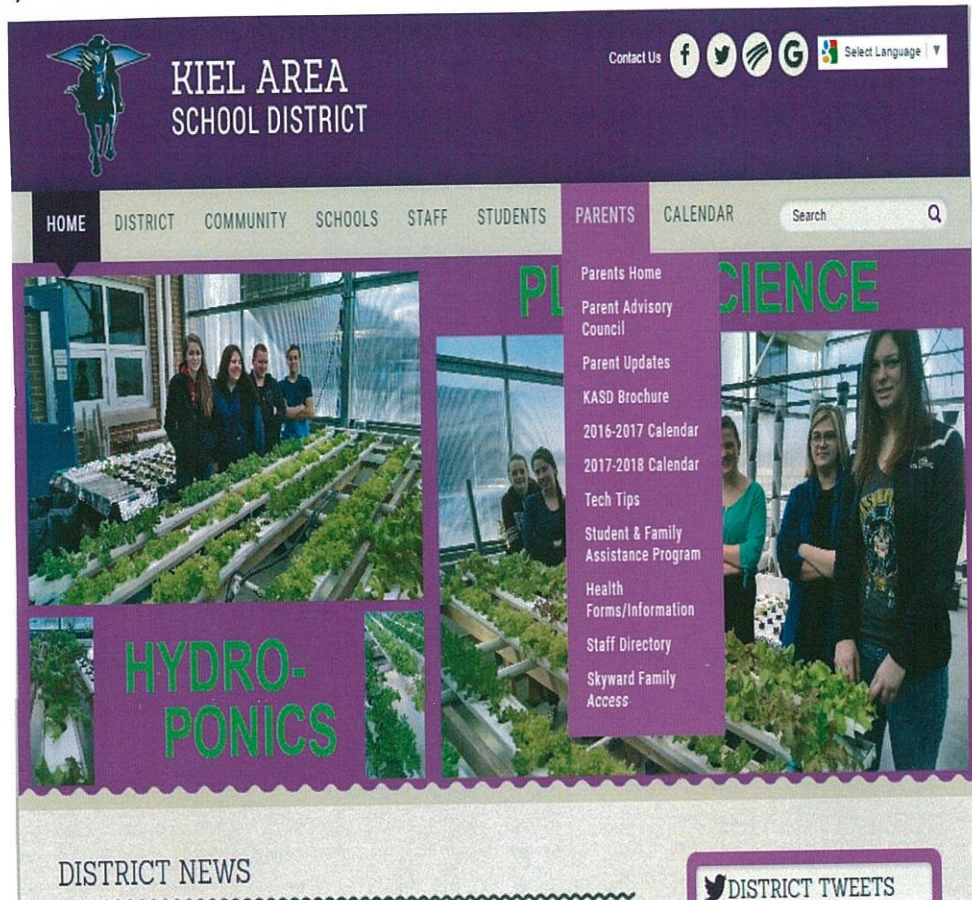 KIEL AREA
SCHOOL DISTRICT
Contact Us
Select Language
HOME DISTRICT COMMUNITY SCHOOLS STAFF STUDENTS PARENTS CALENDAR Search
Parents Home
Parent Advisory
Council
Parent Updates
KASD Brochure
2016-2017 Calendar
2017-2018 Calendar
Tech Tips
Student & Family
Assistance Program
Health
Forms/Information
Staff Directory
Skyward Family
Access
HYDRO-
PONICS
DISTRICT NEWS
DISTRICT TWEETS